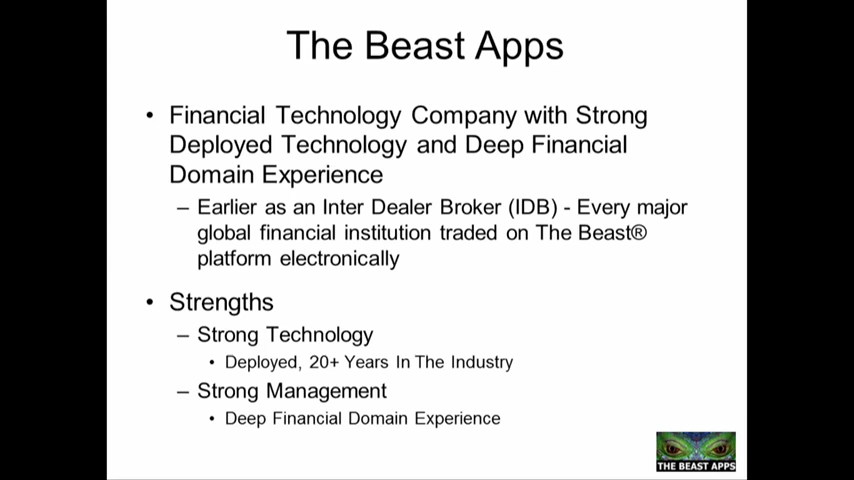 The Beast Apps
• Financial Technology Company with Strong
Deployed Technology and Deep Financial
Domain Experience
– Earlier as an Inter Dealer Broker (IDB) - Every major
global financial institution traded on The Beast®
platform electronically
• Strengths
– Strong Technology
• Deployed, 20+ Years In The Industry
– Strong Management
• Deep Financial Domain Experience
THE BEAST APPS